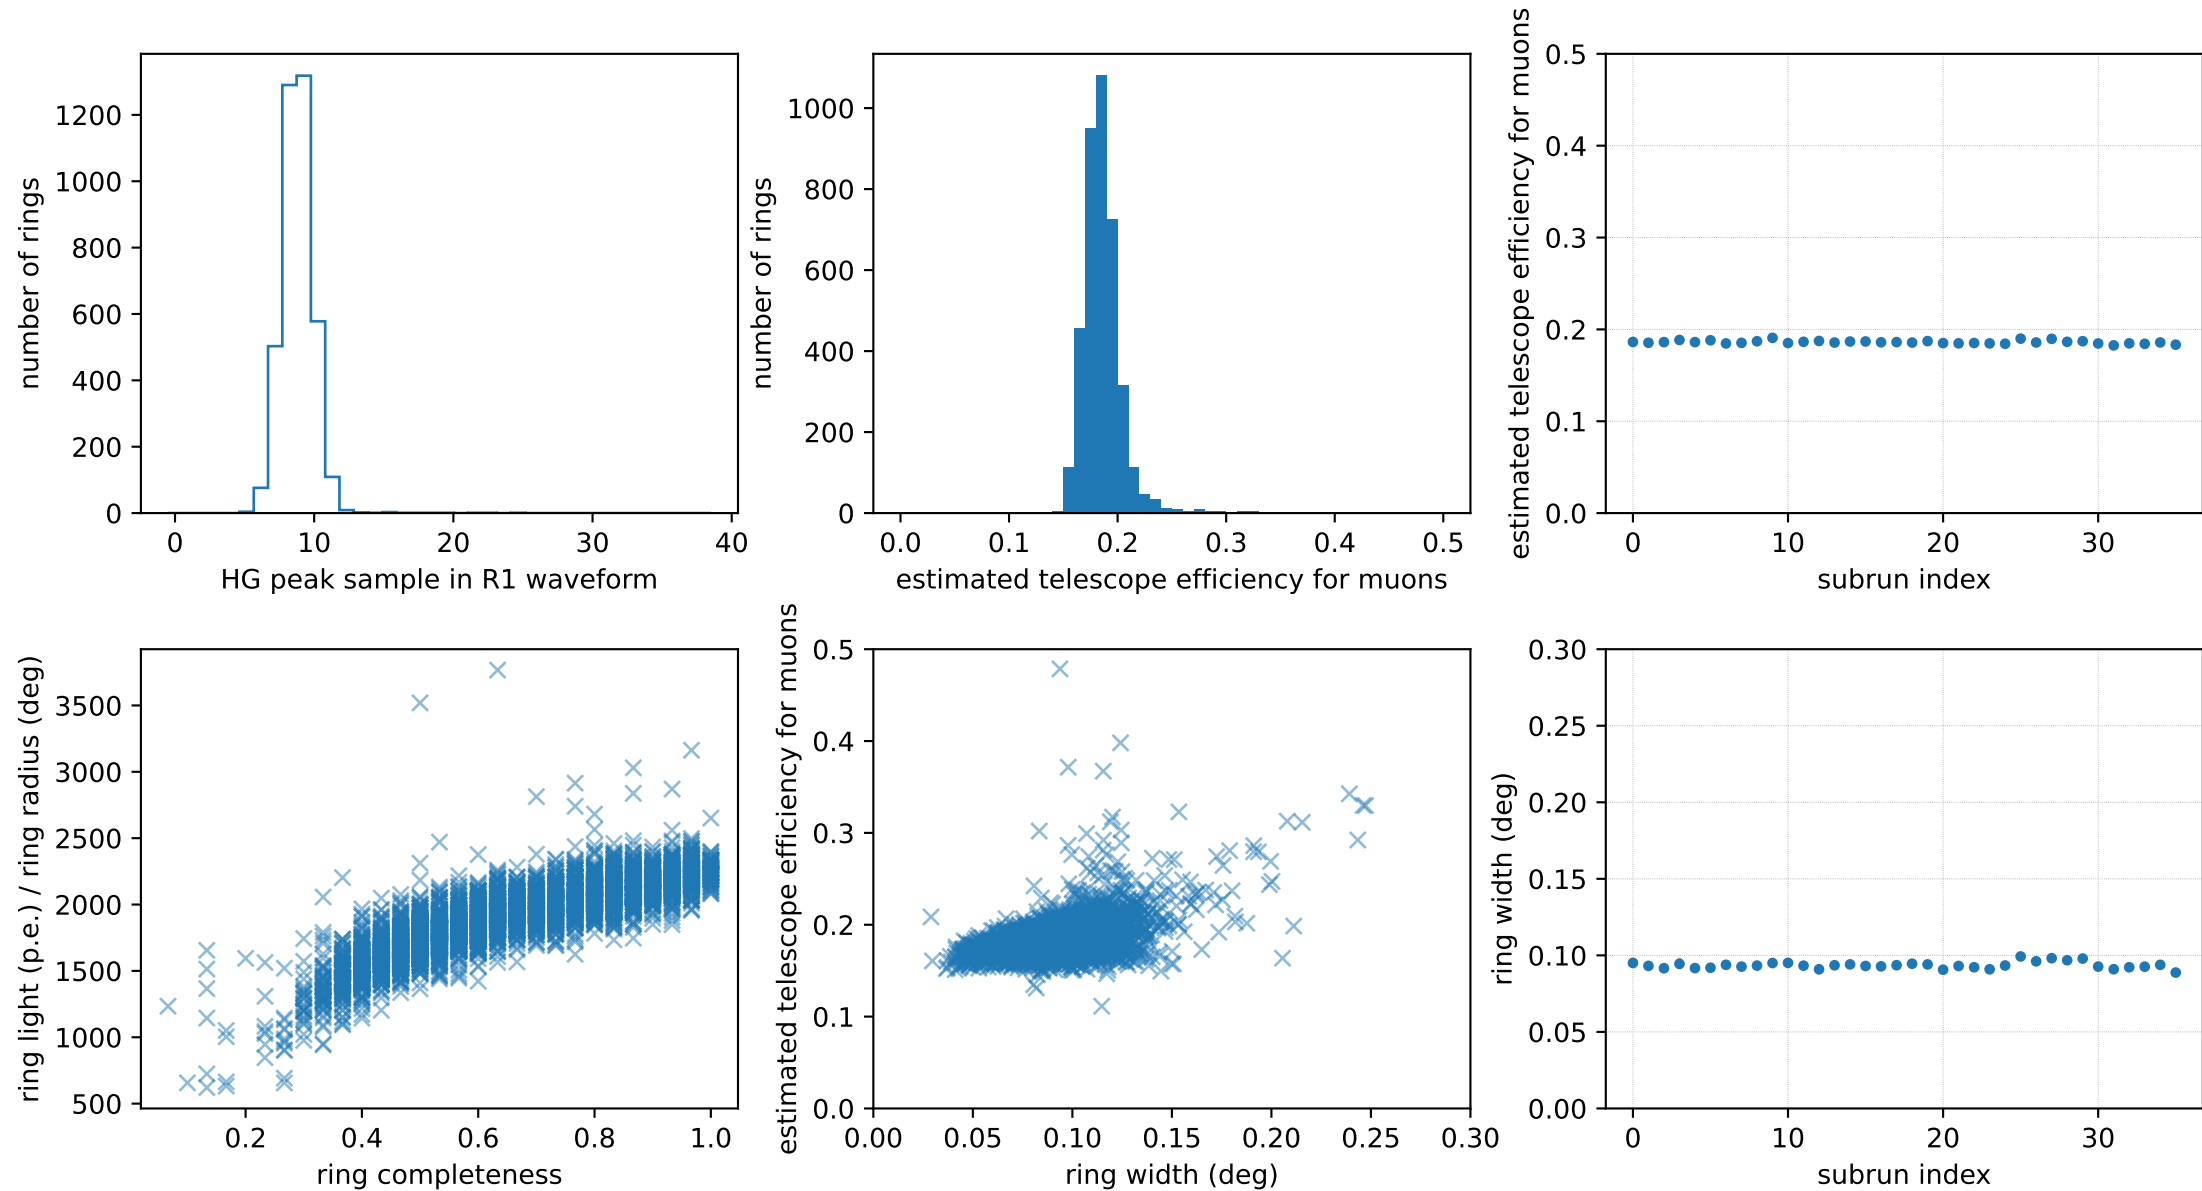 number of rings
1200
1000
800
600
400
200
0
0 10 20 30 40
HG peak sample in R1 waveform
number of rings
1000
800
600
400
200
0
0.0 0.1 0.2 0.3 0.4 0.5
estimated telescope efficiency for muons
estimated telescope efficiency for muons
0.5
0.4
0.3
0.2
0.1
0.0
0 10 20 30
subrun index
ring light (p.e.) / ring radius (deg)
3500
3000
2500
2000
1500
1000
500
0.2 0.4 0.6 0.8 1.0
ring completeness
estimated telescope efficiency for muons
0.5
0.4
0.3
0.2
0.1
0.0
0.00 0.05 0.10 0.15 0.20 0.25 0.30
ring width (deg)
ring width (deg)
0.30
0.25
0.20
0.15
0.10
0.05
0.00
0 10 20 30
subrun index